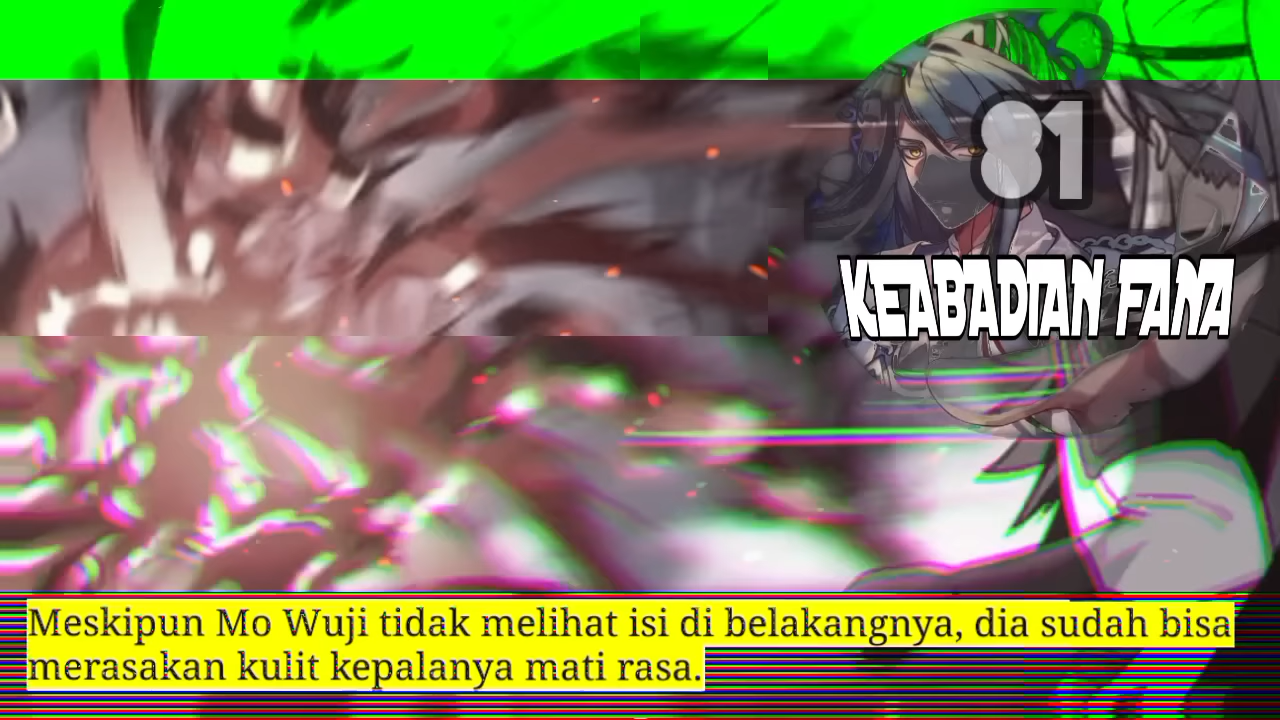 81
KEABADIAN FANA
Meskipun Mo Wuji tidak melihat isi di belakangnya, dia sudah bisa
merasakan kulit kepalanya mati rasa.